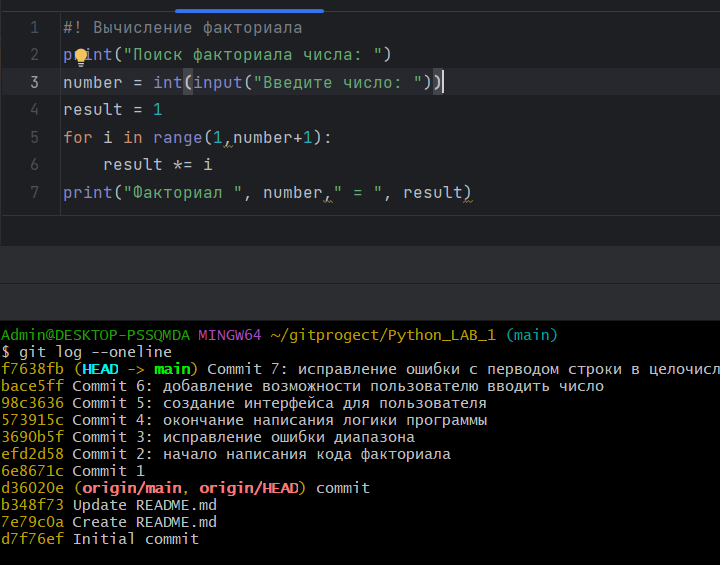 1 #! Вычисление факториала
2 print("Поиск факториала числа: ")
3 number = int(input("Введите число: "))
4 result = 1
5 for i in range(1,number+1):
6 result *= i
7 print("Факториал ", number," = ", result)
Admin@DESKTOP-PSSQMDA MINGW64 ~/gitprogect/Python_LAB_1 (main)
$ git log --oneline
f7638fb (HEAD -> main) Commit 7: исправление ошибки с перводом строки в целочисл
bace5ff Commit 6: добавление возможности пользователю вводить число
98c3636 Commit 5: создание интерфейса для пользователя
573915c Commit 4: окончание написания логики программы
3690b5f Commit 3: исправление ошибки диапазона
efd2d58 Commit 2: начало написания кода факториала
6e8671c Commit 1
d36020e (origin/main, origin/HEAD) commit
b348f73 Update README.md
7e79c0a Create README.md
d7f76ef Initial commit